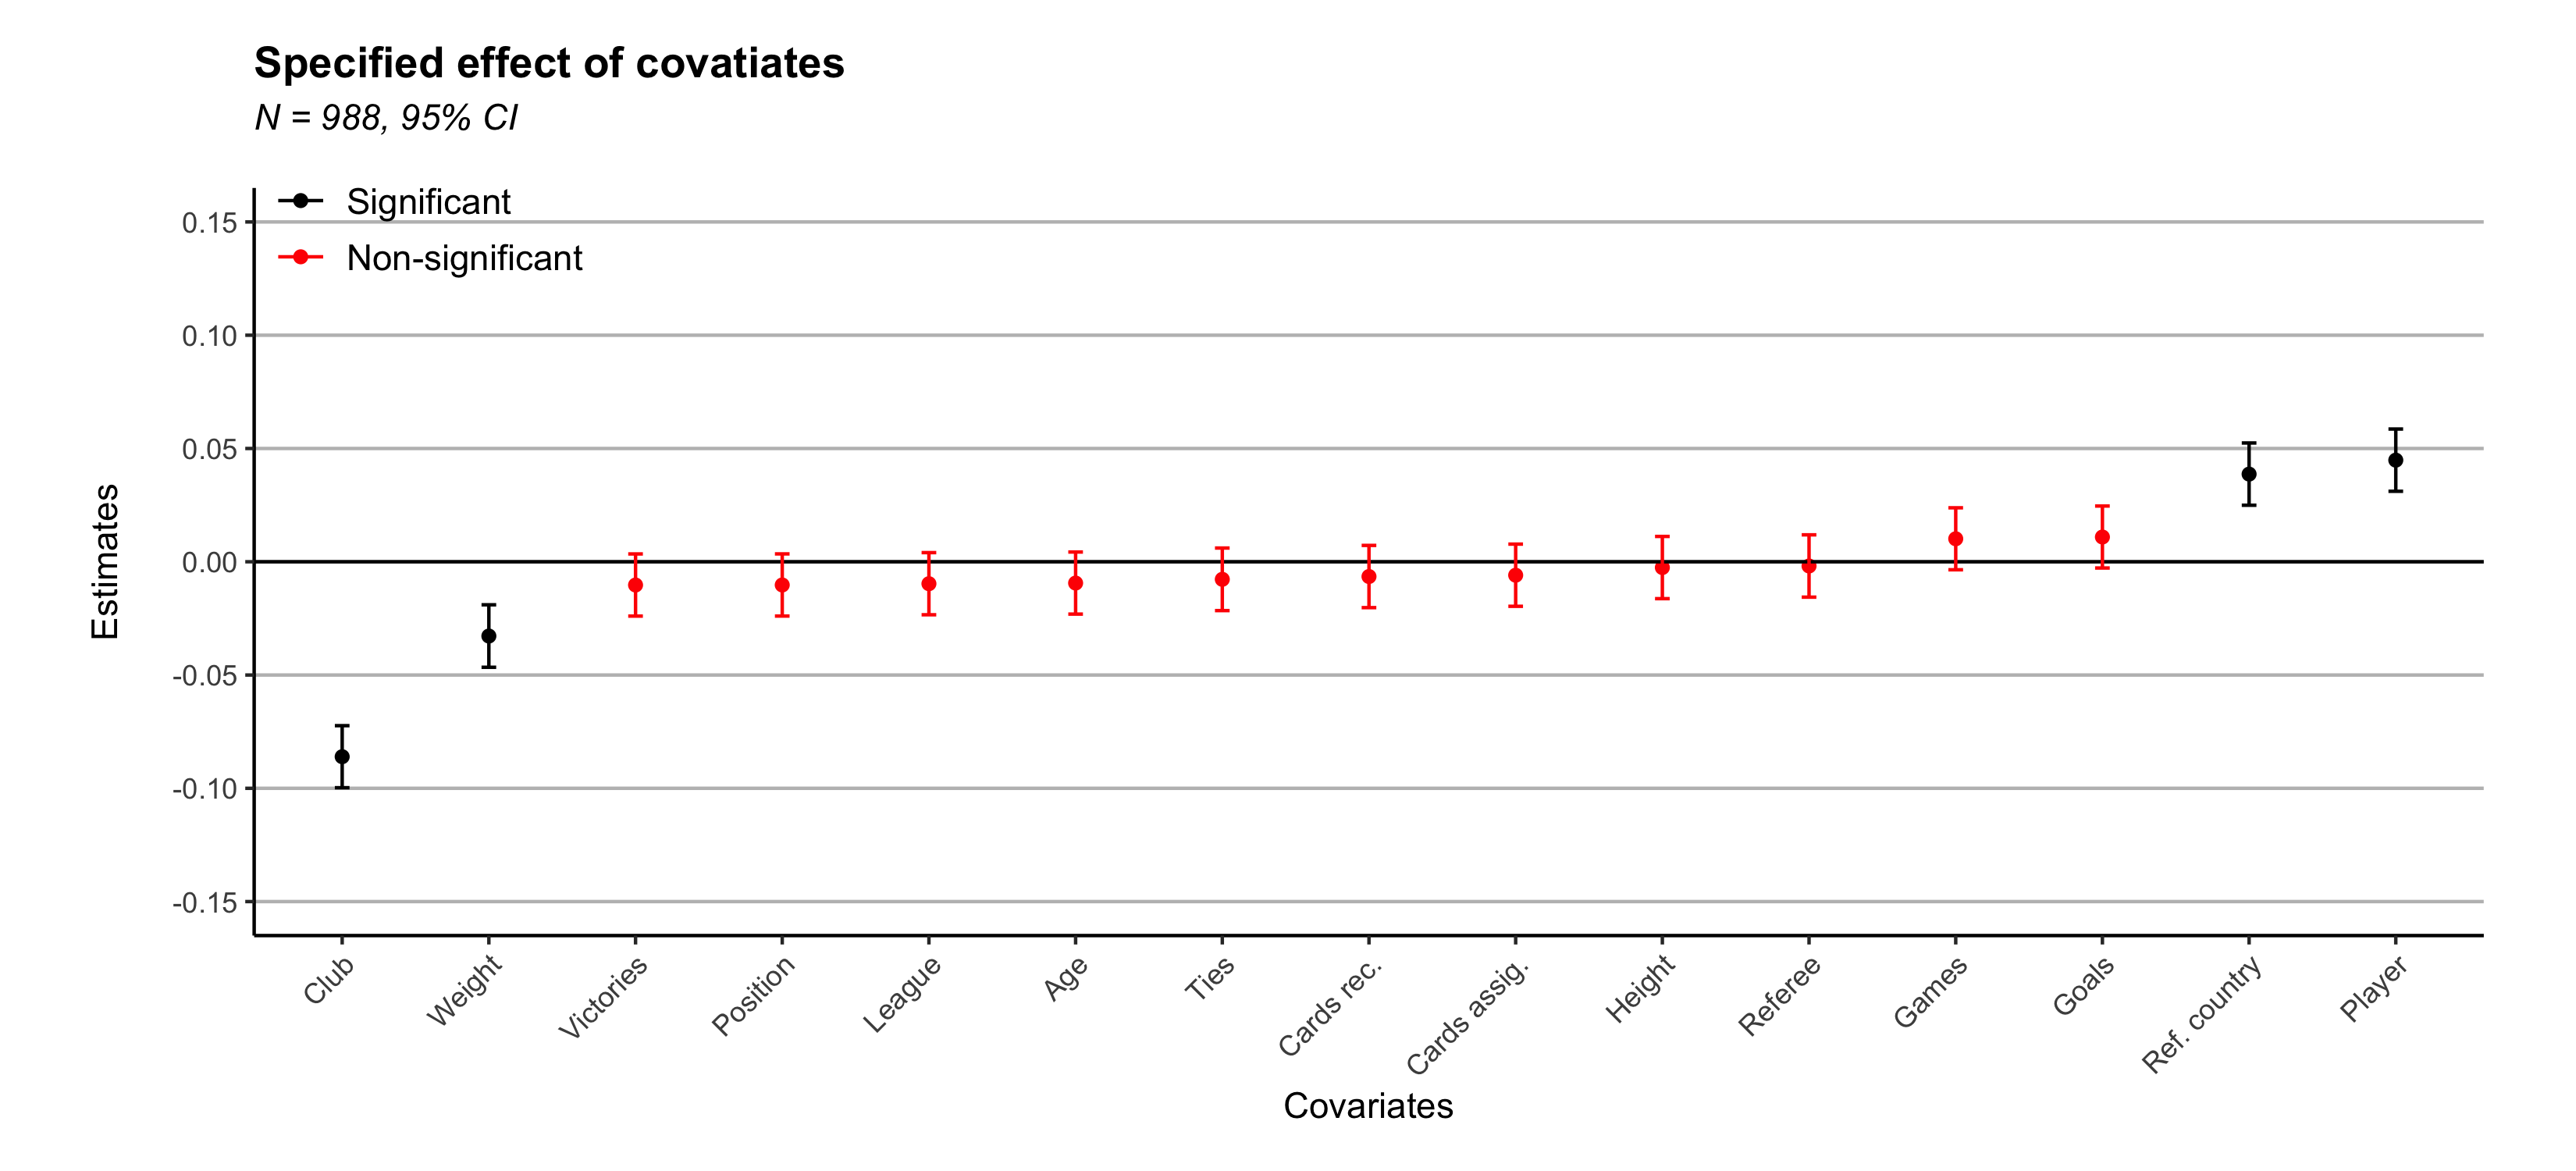 Specified effect of covatiates
N = 988, 95% CI
Significant
Non-significant
0.15
0.10
0.05
0.00
-0.05
-0.10
-0.15
Estimates
Club
Weight
Victories
Position
League
Age
Ties
Cards rec.
Cards assig.
Height
Referee
Games
Goals
Ref. country
Player
Covariates